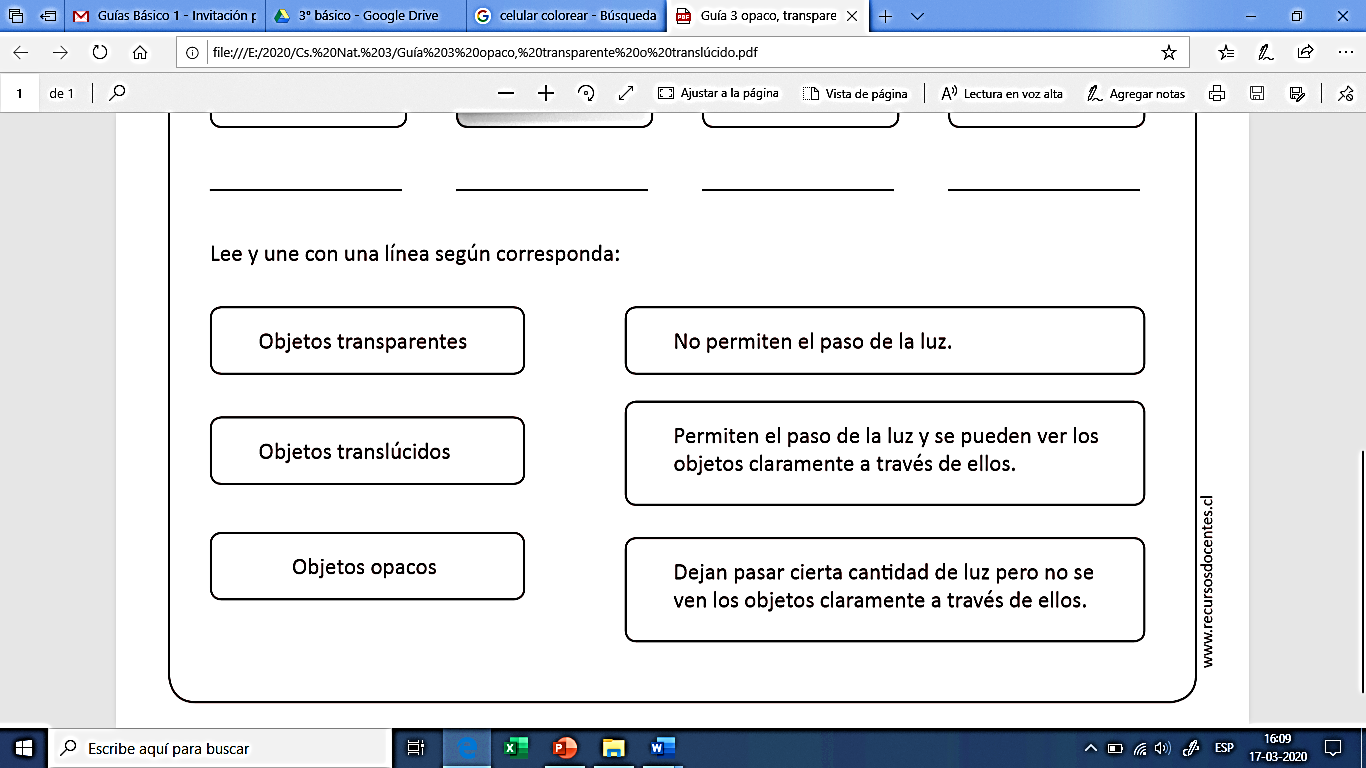 Guías Básico 1 - Invitación p
3° básico - Google Drive
celular colorear - Búsqueda
Guía 3 opaco, transpare
file:///E:/2020/Cs.%20Nat.%203/Guía%203%20opaco,%20transparente%20o%20translúcido.pdf
1 de 1
Ajustar a la página
Vista de página
Lectura en voz alta
Agregar notas
Lee y une con una línea según corresponda:
Objetos transparentes
No permiten el paso de la luz.
Objetos translúcidos
Permiten el paso de la luz y se pueden ver los
objetos claramente a través de ellos.
Objetos opacos
Dejan pasar cierta cantidad de luz pero no se
ven los objetos claramente a través de ellos.
www.recursosdocentes.cl
Escribe aquí para buscar
ESP
16:09
17-03-2020